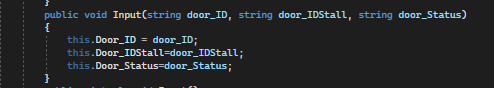 }
public void Input(string door_ID, string door_IDStall, string door_Status)
{
this.Door_ID = door_ID;
this.Door_IDStall=door_IDStall;
this.Door_Status=door_Status;
}